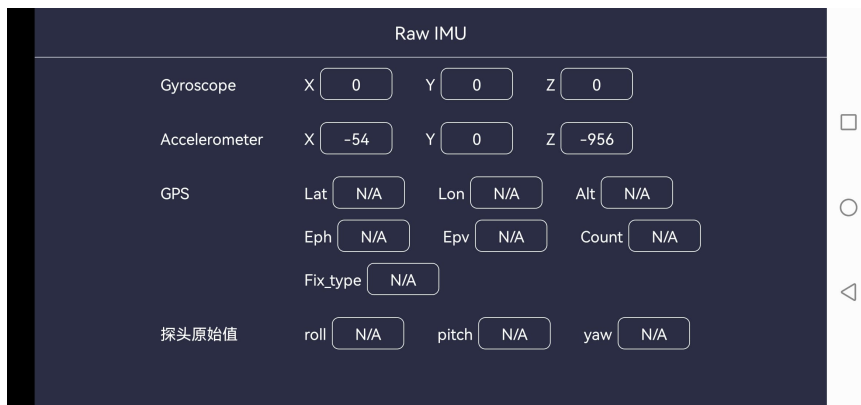 Raw IMU
Gyroscope X 0 Y 0 Z 0
Accelerometer X -54 Y 0 Z -956
GPS Lat N/A Lon N/A Alt N/A
Eph N/A Epv N/A Count N/A
Fix_type N/A
探头原始值 roll N/A pitch N/A yaw N/A